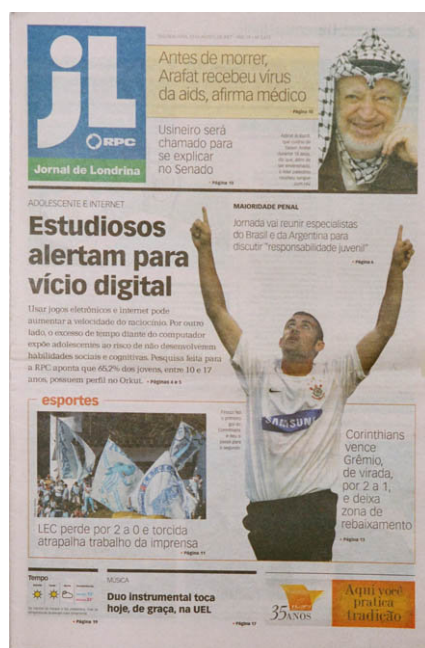 jL
RPC
Jornal de Londrina
Antes de morrer,
Arafat recebeu vírus
da aids, afirma médico
Página 12
Usineiro será
chamado para
se explicar
no Senado
• Página 11
ADOLESCENTE E INTERNET
Estudiosos
alertam para
vício digital
Usar jogos eletrônicos e internet pode
aumentar a velocidade do raciocínio. Por outro
lado, o excesso de tempo diante do computador
expõe adolescentes ao risco de não desenvolverem
habilidades sociais e cognitivas. Pesquisa feita para
a RPC aponta que 65,2% dos jovens, entre 10 e 17
anos, possuem perfil no Orkut.
MAIORIDADE PENAL
Jornada vai reunir especialistas
do Brasil e da Argentina para
discutir "responsabilidade juvenil"
esportes
SAMSUNG
LEC perde por 2 a 0 e torcida
atrapalha trabalho da imprensa
Corinthians
vence
Grêmio,
de virada,
por 2 a 1,
e deixa
zona de
rebaixamento
Tempo
MÚSICA
Duo instrumental toca
hoje, de graça, na UEL
• Página 17
35 ANOS
Aqui você
pratica
tradição